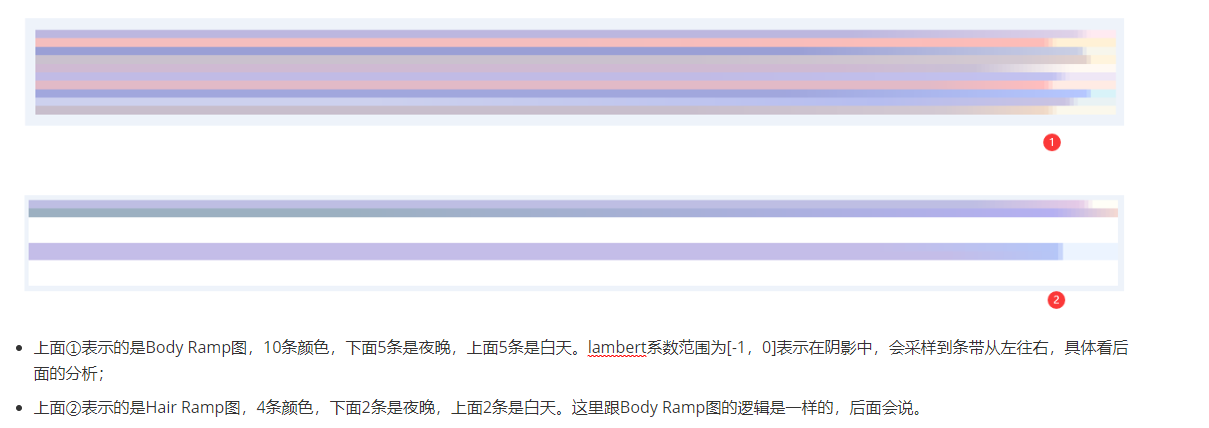 1
2
上面①表示的是Body Ramp图，10条颜色，下面5条是夜晚，上面5条是白天。lambert系数范围为[-1，0]表示在阴影中，会采样到条带从左往右，具体看后
面的分析；
上面②表示的是Hair Ramp图，4条颜色，下面2条是夜晚，上面2条是白天。这里跟Body Ramp图的逻辑是一样的，后面会说。